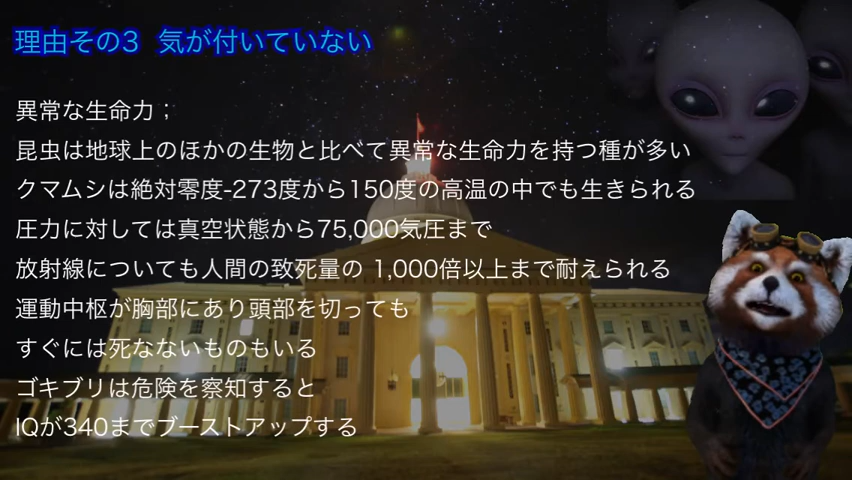 理由その3 気が付いていない
異常な生命力；
昆虫は地球上のほかの生物と比べて異常な生命力を持つ種が多い
クマムシは絶対零度-273度から150度の高温の中でも生きられる
圧力に対しては真空状態から75,000気圧まで
放射線についても人間の致死量の 1,000倍以上まで耐えられる
運動中枢が胸部にあり頭部を切っても
すぐには死なないものもいる
ゴキブリは危険を察知すると
IQが340までブーストアップする